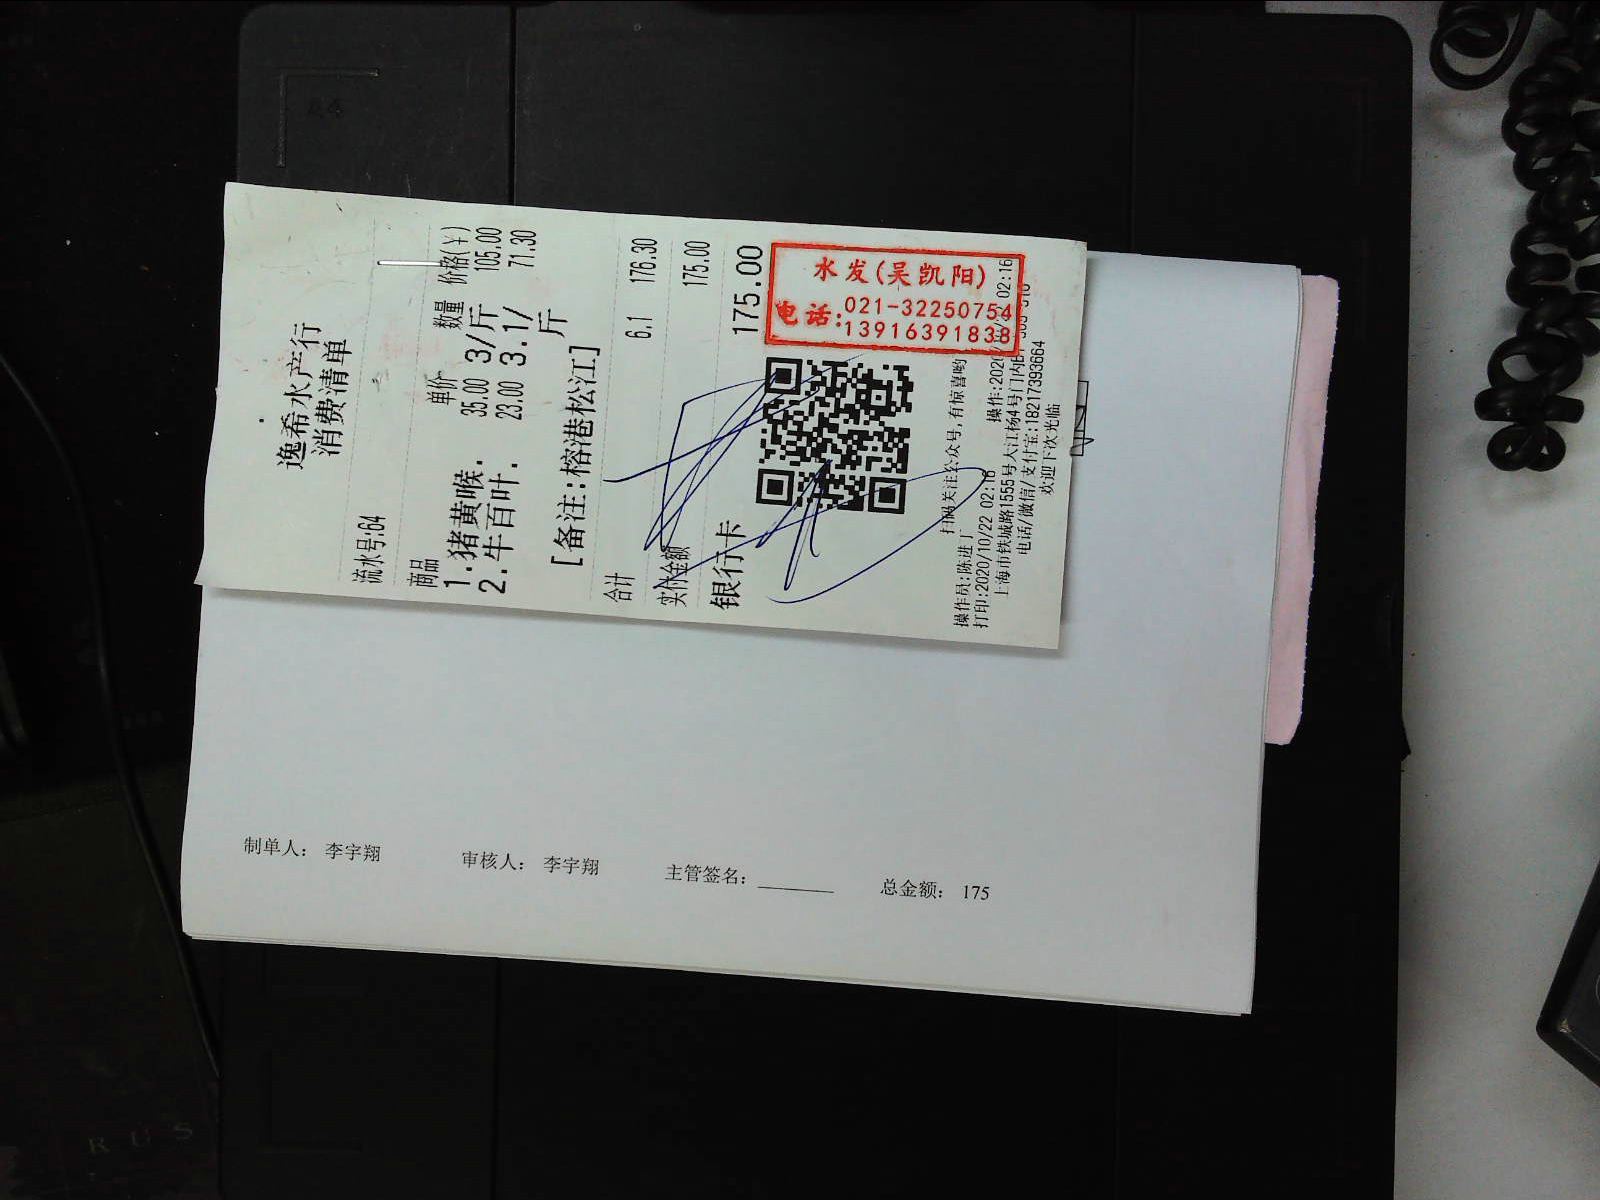 逸希水产行
消费清单
流水号:64
商品 单价 数量 价格(¥)
1.猪黄喉. 35.00 3/斤 105.00
2.牛百叶. 23.00 3.1/斤 71.30
[备注:榕港松江]
合计 6.1 176.30
实付金额 175.00
银行卡 175.00
水发(吴凯阳)
电话:021-32250754
13916391838
扫码关注公众号,有惊喜哟
操作员:陈进丁
打印:2020/10/22 02:16
上海市铁城路1555号大江杨4号门内
电话/微信/支付宝:18217393664
欢迎下次光临
制单人: 李宇翔 审核人: 李宇翔 主管签名: 总金额: 175